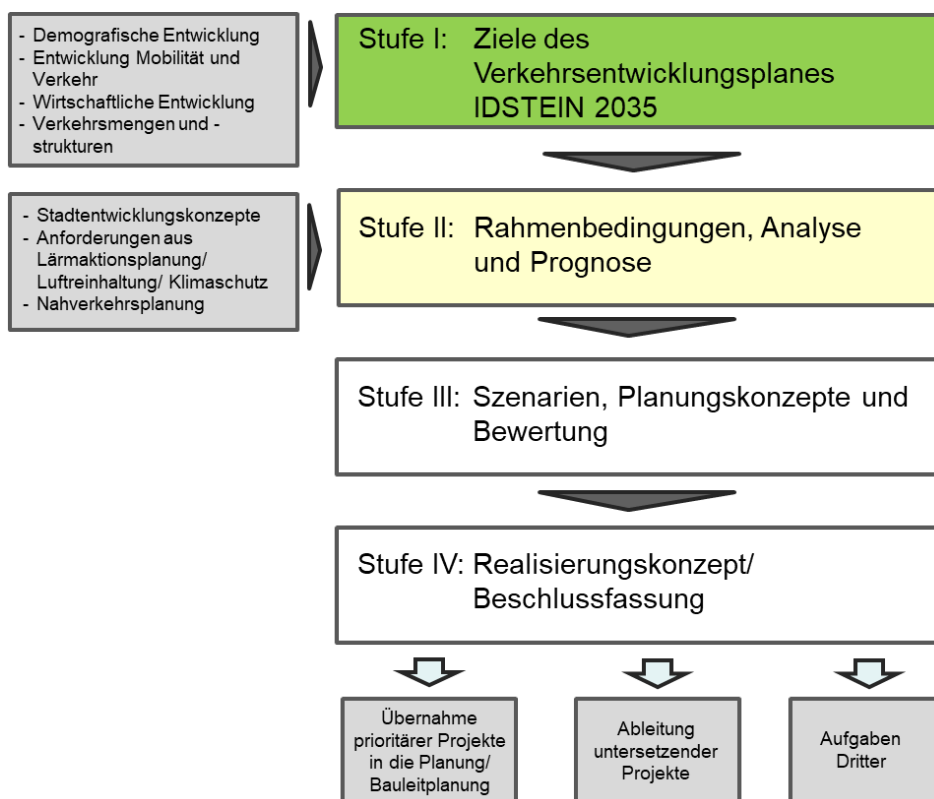 - Demografische Entwicklung
- Entwicklung Mobilität und
Verkehr
- Wirtschaftliche Entwicklung
- Verkehrsmengen und -
strukturen
Stufe I: Ziele des
Verkehrsentwicklungsplanes
IDSTEIN 2035
- Stadtentwicklungskonzepte
- Anforderungen aus
Lärmaktionsplanung/
Luftreinhaltung/ Klimaschutz
- Nahverkehrsplanung
Stufe II: Rahmenbedingungen, Analyse
und Prognose
Stufe III: Szenarien, Planungskonzepte und
Bewertung
Stufe IV: Realisierungskonzept/
Beschlussfassung
Übernahme
prioritärer Projekte
in die Planung/
Bauleitplanung
Ableitung
untersetzender
Projekte
Aufgaben
Dritter